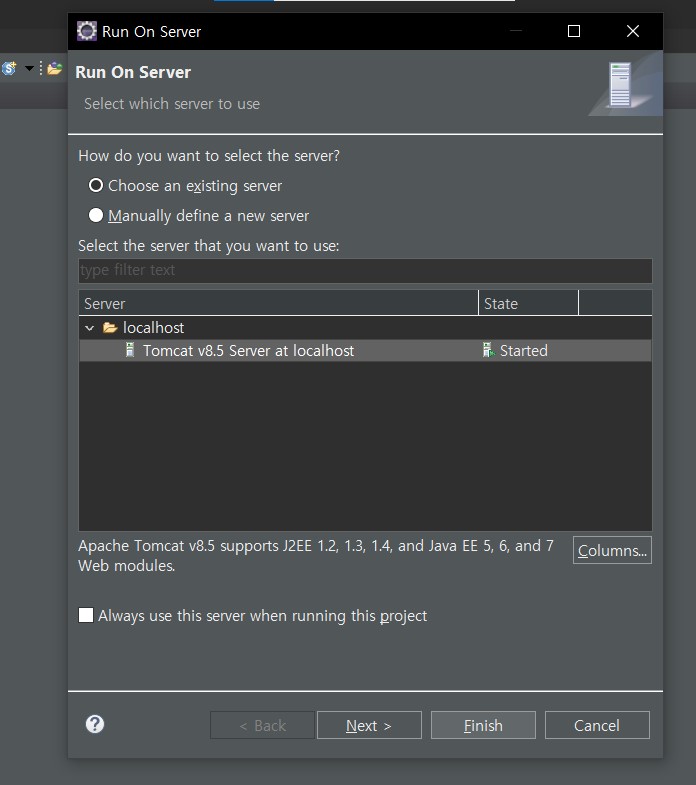 Run On Server
Run On Server
Select which server to use
How do you want to select the server?
Choose an existing server
Manually define a new server
Select the server that you want to use:
type filter text
Server State
localhost
Tomcat v8.5 Server at localhost Started
Apache Tomcat v8.5 supports J2EE 1.2, 1.3, 1.4, and Java EE 5, 6, and 7
Web modules.
Columns...
Always use this server when running this project
< Back Next > Finish Cancel